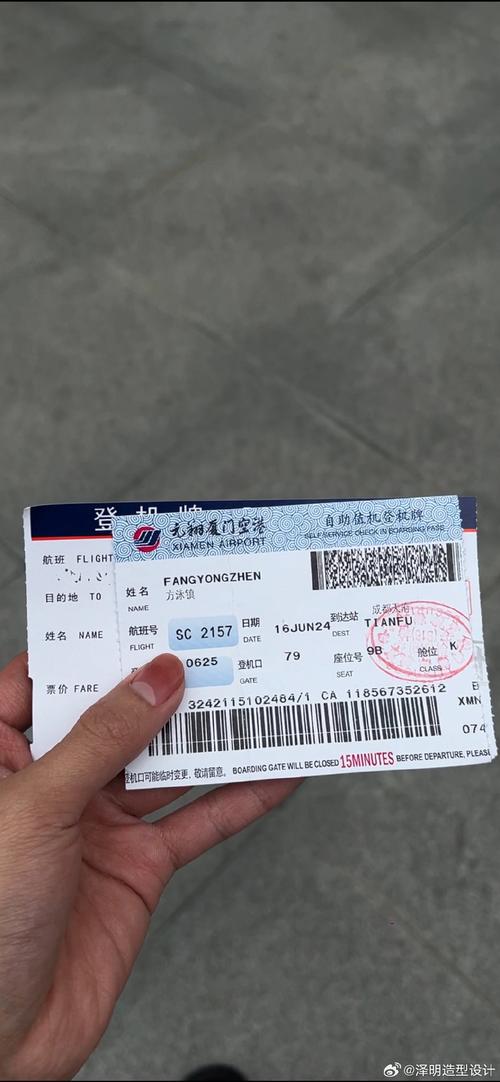 登机牌
元翔厦门空港
XIAMEN AIRPORT
自助值机登机牌
SELF-SERVICE CHECK IN BOARDING PASS
航班 FLIGHT
目的地 TO
姓名 NAME
票价 FARE
姓名 FANGYONGZHEN
NAME 方泳镇
航班号 SC 2157 日期 16JUN24 到达站 成都天府
FLIGHT DATE DEST TIANFU
0625 登机口 79 座位号 9B 舱位 K
GATE SEAT CLASS
3242115102484/1 CA 118567352612
XMN
074
登机口可能临时变更,敬请留意。 BOARDING GATE WILL BE CLOSED 15MINUTES BEFORE DEPARTURE, PLEAS
@泽明造型设计